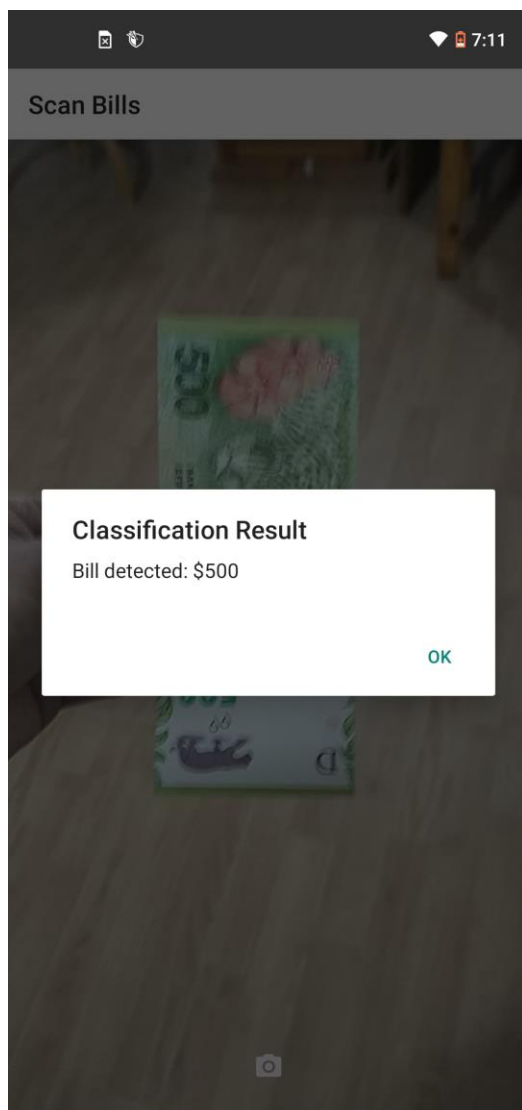 7:11
Scan Bills
500
Classification Result
Bill detected: $500
OK